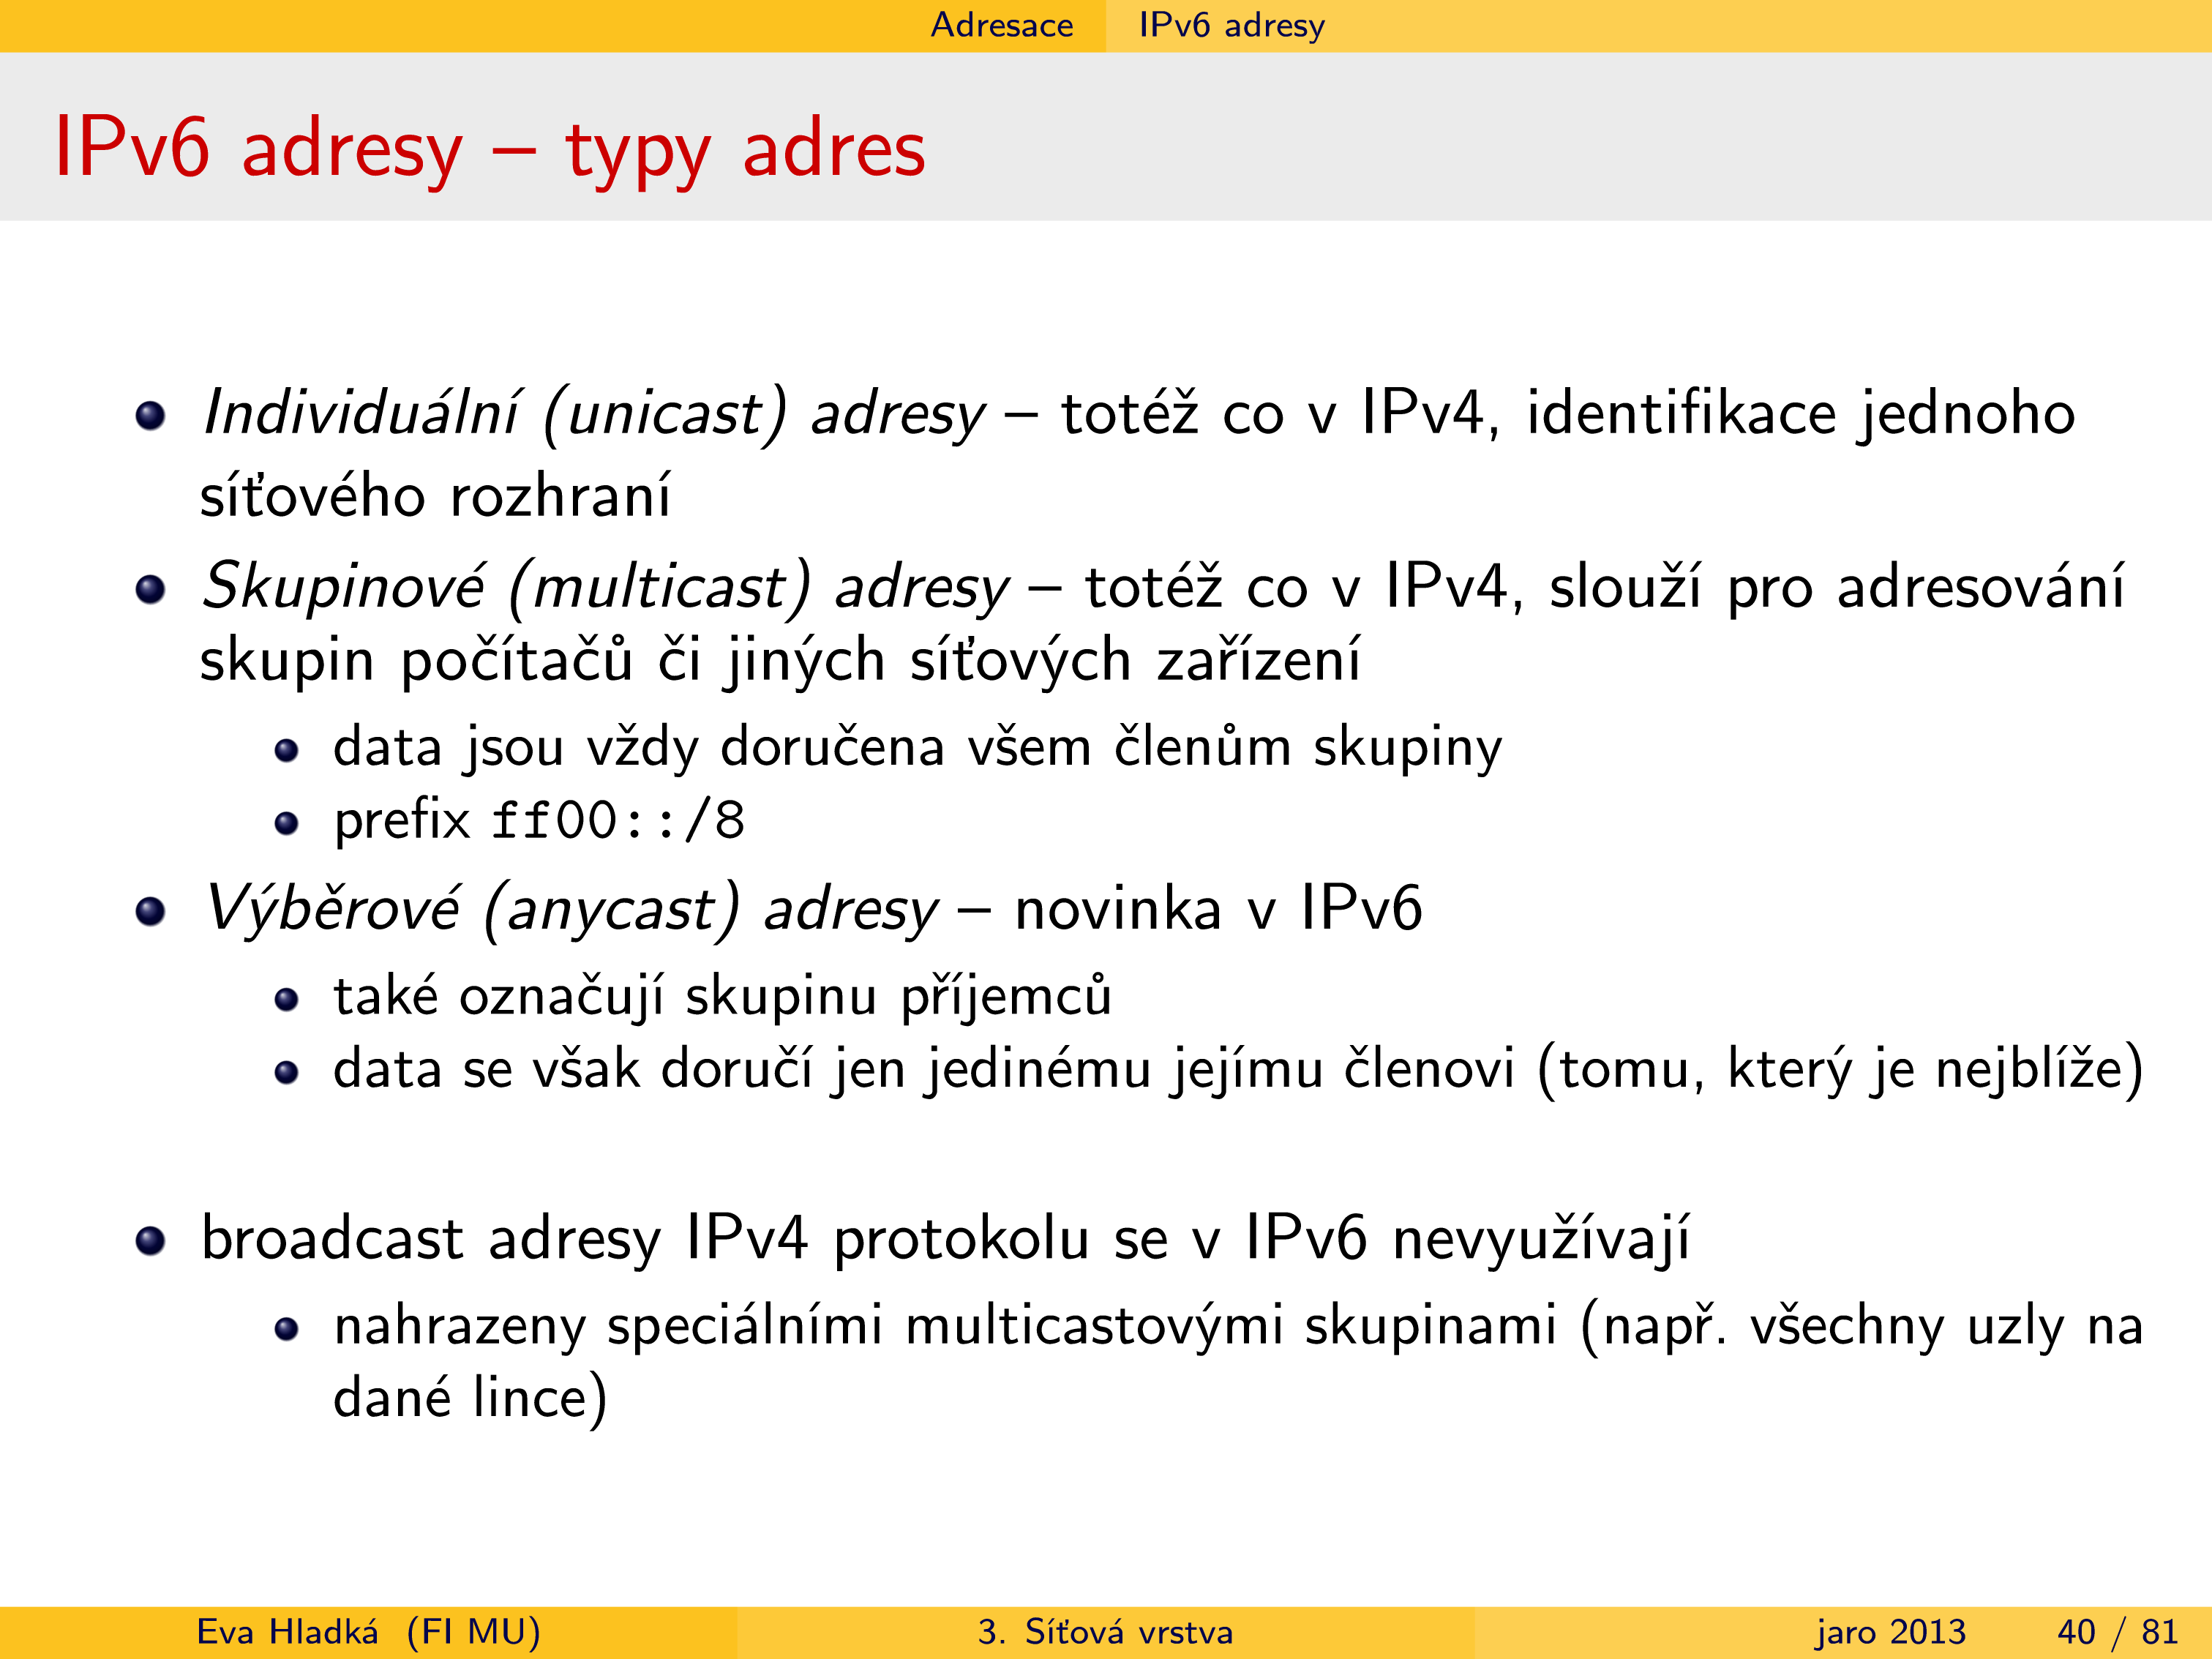 Adresace IPv6 adresy
IPv6 adresy – typy adres
Individuální (unicast) adresy – totéž co v IPv4, identifikace jednoho
síťového rozhraní
Skupinové (multicast) adresy – totéž co v IPv4, slouží pro adresování
skupin počítačů či jiných síťových zařízení
data jsou vždy doručena všem členům skupiny
prefix ff00::/8
Výběrové (anycast) adresy – novinka v IPv6
také označují skupinu příjemců
data se však doručí jen jedinému jejímu členovi (tomu, který je nejblíže)
broadcast adresy IPv4 protokolu se v IPv6 nevyužívají
nahrazeny speciálními multicastovými skupinami (např. všechny uzly na
dané lince)
Eva Hladká (FI MU) 3. Síťová vrstva jaro 2013 40 / 81